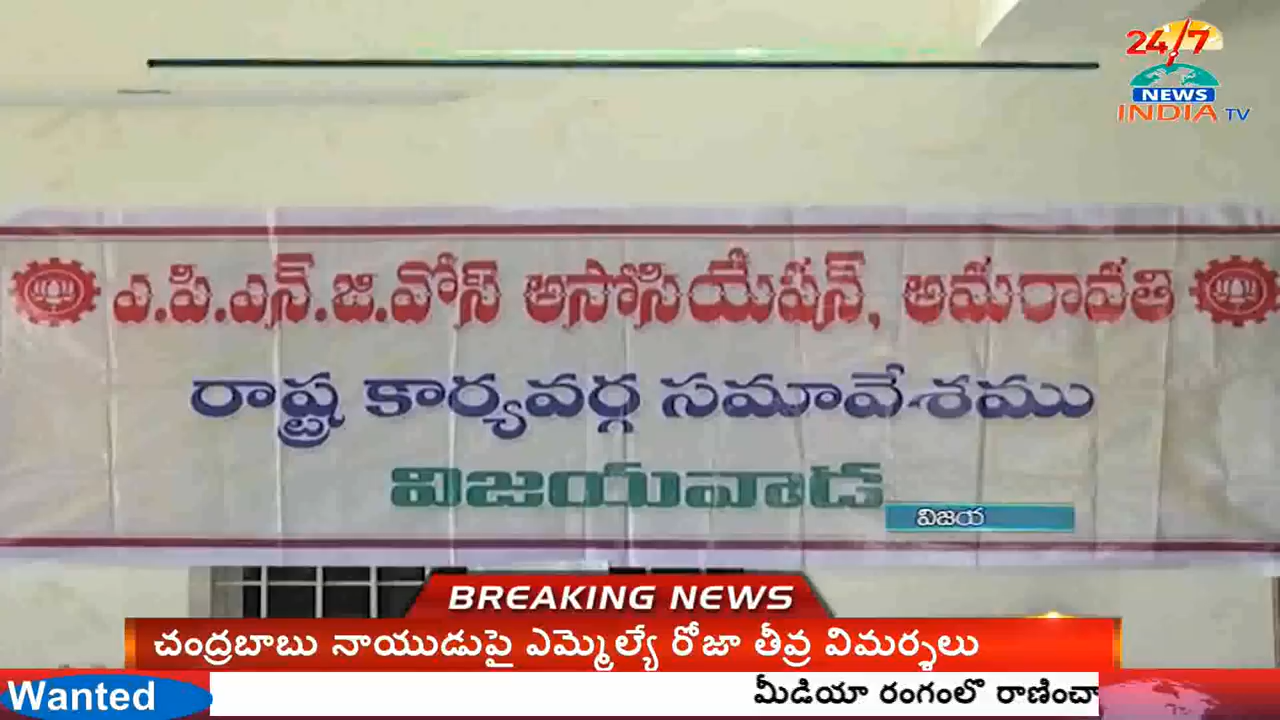 24/7
NEWS
INDIA TV
ఎ.పి.ఎన్.జి.వోస్ అసోసియేషన్, అమరావతి
రాష్ట్ర కార్యవర్గ సమావేశము
విజయవాడ
విజయ
BREAKING NEWS
చంద్రబాబు నాయుడుపై ఎమ్మెల్యే రోజా తీవ్ర విమర్శలు
Wanted
మీడియా రంగంలో రాణించా